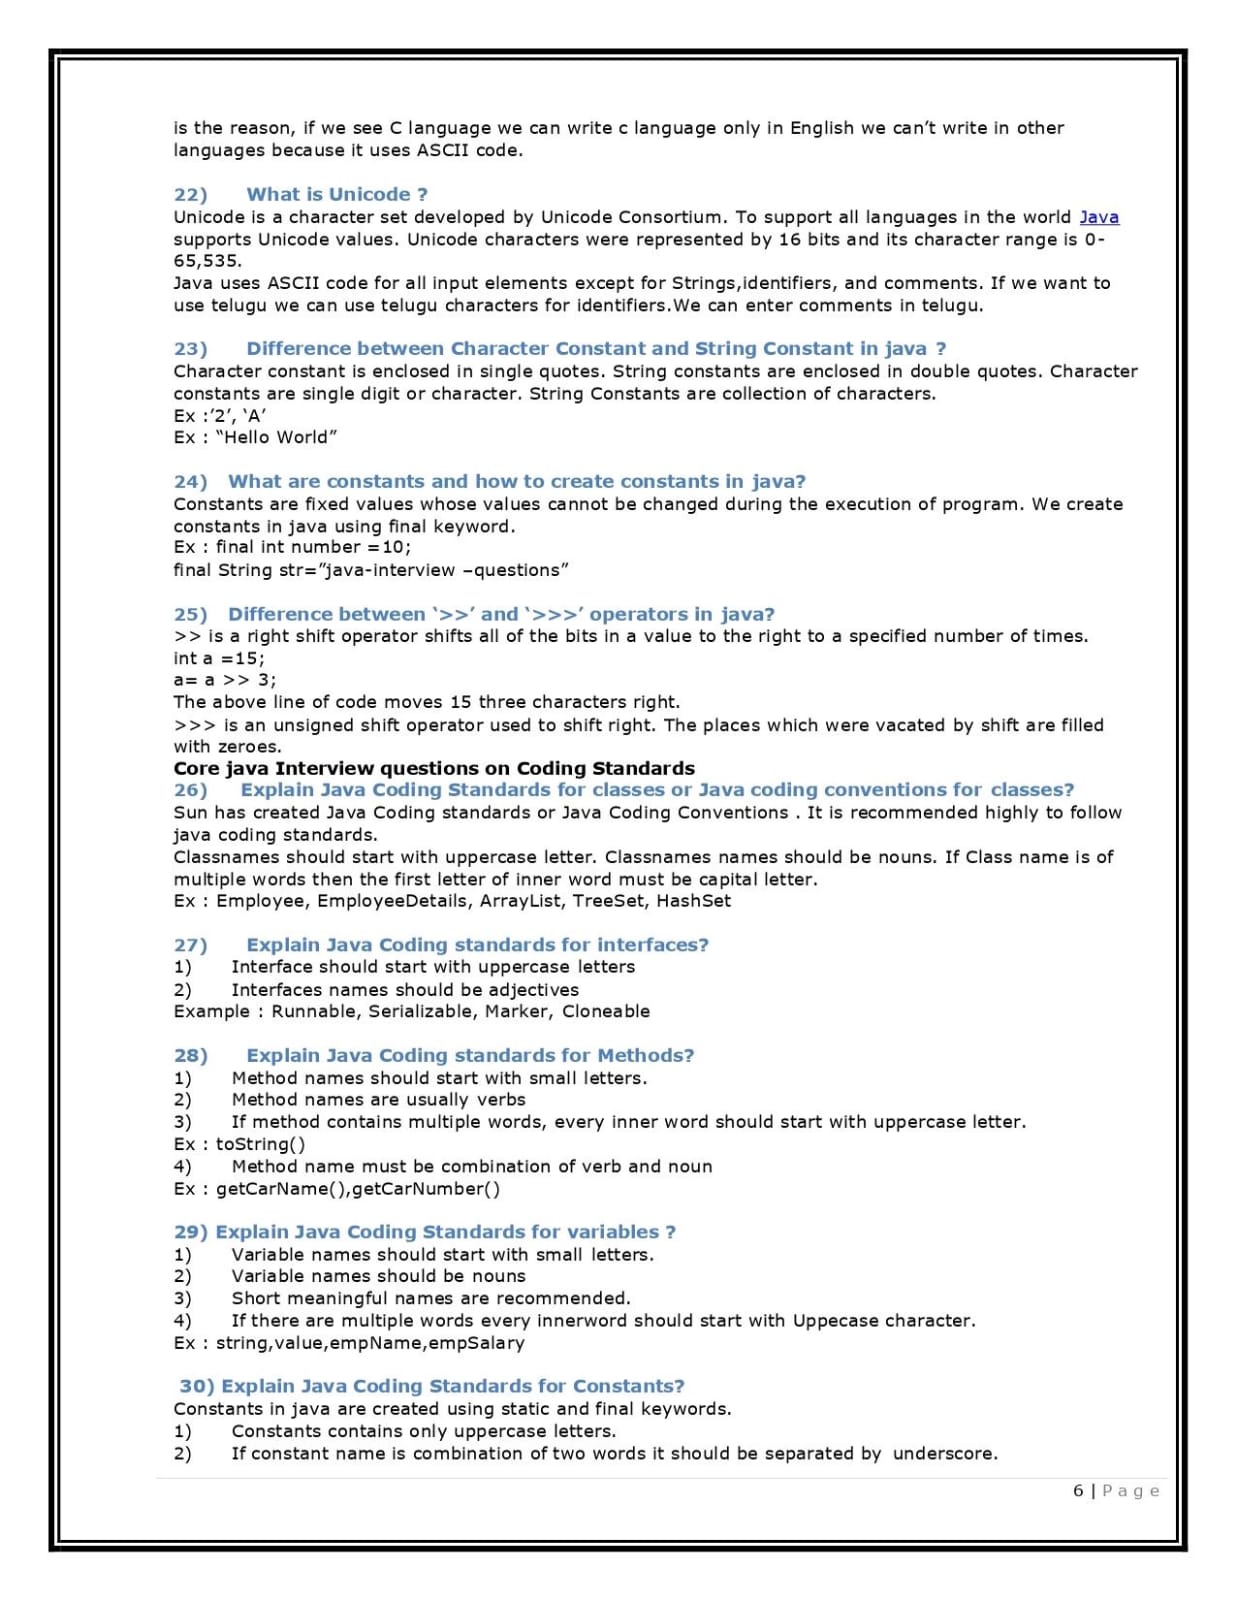 is the reason, if we see C language we can write c language only in English we can’t write in other
languages because it uses ASCII code.
22) What is Unicode ?
Unicode is a character set developed by Unicode Consortium. To support all languages in the world Java
supports Unicode values. Unicode characters were represented by 16 bits and its character range is 0-
65,535.
Java uses ASCII code for all input elements except for Strings,identifiers, and comments. If we want to
use telugu we can use telugu characters for identifiers.We can enter comments in telugu.
23) Difference between Character Constant and String Constant in java ?
Character constant is enclosed in single quotes. String constants are enclosed in double quotes. Character
constants are single digit or character. String Constants are collection of characters.
Ex :’2’, ‘A’
Ex : “Hello World”
24) What are constants and how to create constants in java?
Constants are fixed values whose values cannot be changed during the execution of program. We create
constants in java using final keyword.
Ex : final int number =10;
final String str=”java-interview –questions”
25) Difference between ‘>>’ and ‘>>>’ operators in java?
>> is a right shift operator shifts all of the bits in a value to the right to a specified number of times.
int a =15;
a= a >> 3;
The above line of code moves 15 three characters right.
>>> is an unsigned shift operator used to shift right. The places which were vacated by shift are filled
with zeroes.
Core java Interview questions on Coding Standards
26) Explain Java Coding Standards for classes or Java coding conventions for classes?
Sun has created Java Coding standards or Java Coding Conventions . It is recommended highly to follow
java coding standards.
Classnames should start with uppercase letter. Classnames names should be nouns. If Class name is of
multiple words then the first letter of inner word must be capital letter.
Ex : Employee, EmployeeDetails, ArrayList, TreeSet, HashSet
27) Explain Java Coding standards for interfaces?
1) Interface should start with uppercase letters
2) Interfaces names should be adjectives
Example : Runnable, Serializable, Marker, Cloneable
28) Explain Java Coding standards for Methods?
1) Method names should start with small letters.
2) Method names are usually verbs
3) If method contains multiple words, every inner word should start with uppercase letter.
Ex : toString()
4) Method name must be combination of verb and noun
Ex : getCarName(),getCarNumber()
29) Explain Java Coding Standards for variables ?
1) Variable names should start with small letters.
2) Variable names should be nouns
3) Short meaningful names are recommended.
4) If there are multiple words every innerword should start with Uppecase character.
Ex : string,value,empName,empSalary
30) Explain Java Coding Standards for Constants?
Constants in java are created using static and final keywords.
1) Constants contains only uppercase letters.
2) If constant name is combination of two words it should be separated by underscore.
6 | Page